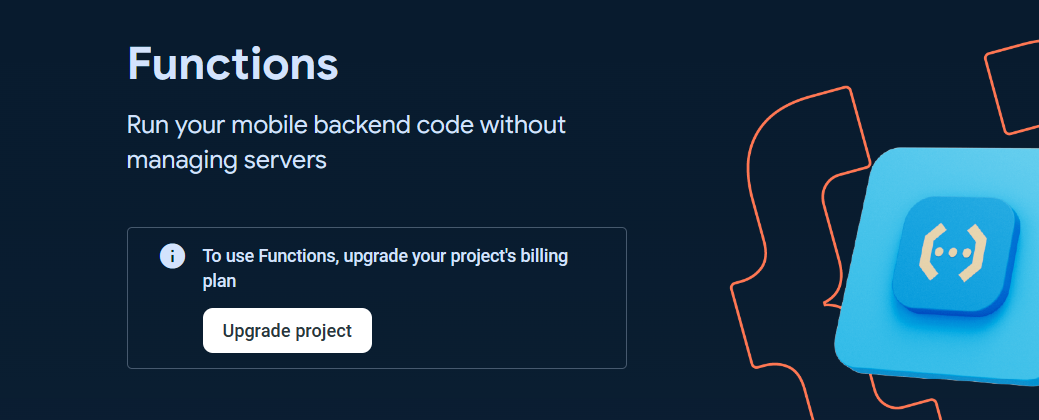 Functions
Run your mobile backend code without
managing servers
To use Functions, upgrade your project's billing
plan
Upgrade project